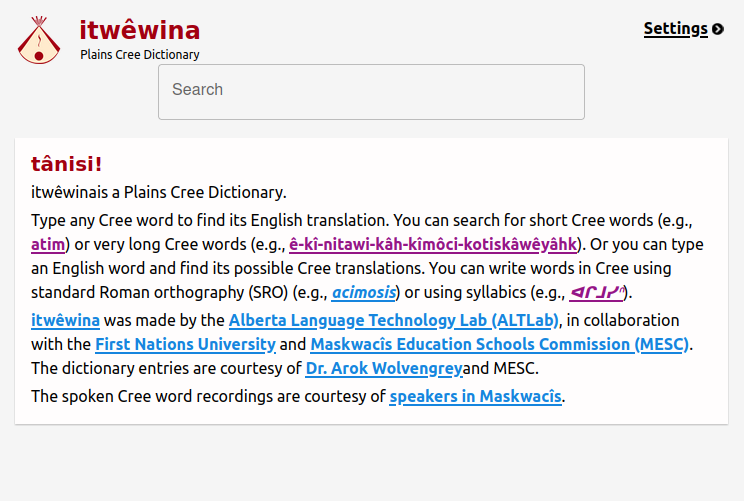 itwêwina
Settings
Plains Cree Dictionary
Search
tânisi!
itwêwinais a Plains Cree Dictionary.
Type any Cree word to find its English translation. You can search for short Cree words (e.g.,
atim) or very long Cree words (e.g., ê-kî-nitawi-kâh-kîmôci-kotiskâwêyâhk). Or you can type
an English word and find its possible Cree translations. You can write words in Cree using
standard Roman orthography (SRO) (e.g., acimosis) or using syllabics (e.g., ᐊᒋᒧᓯᐢ).
itwêwina was made by the Alberta Language Technology Lab (ALTLab), in collaboration
with the First Nations University and Maskwacîs Education Schools Commission (MESC).
The dictionary entries are courtesy of Dr. Arok Wolvengreyand MESC.
The spoken Cree word recordings are courtesy of speakers in Maskwacîs.